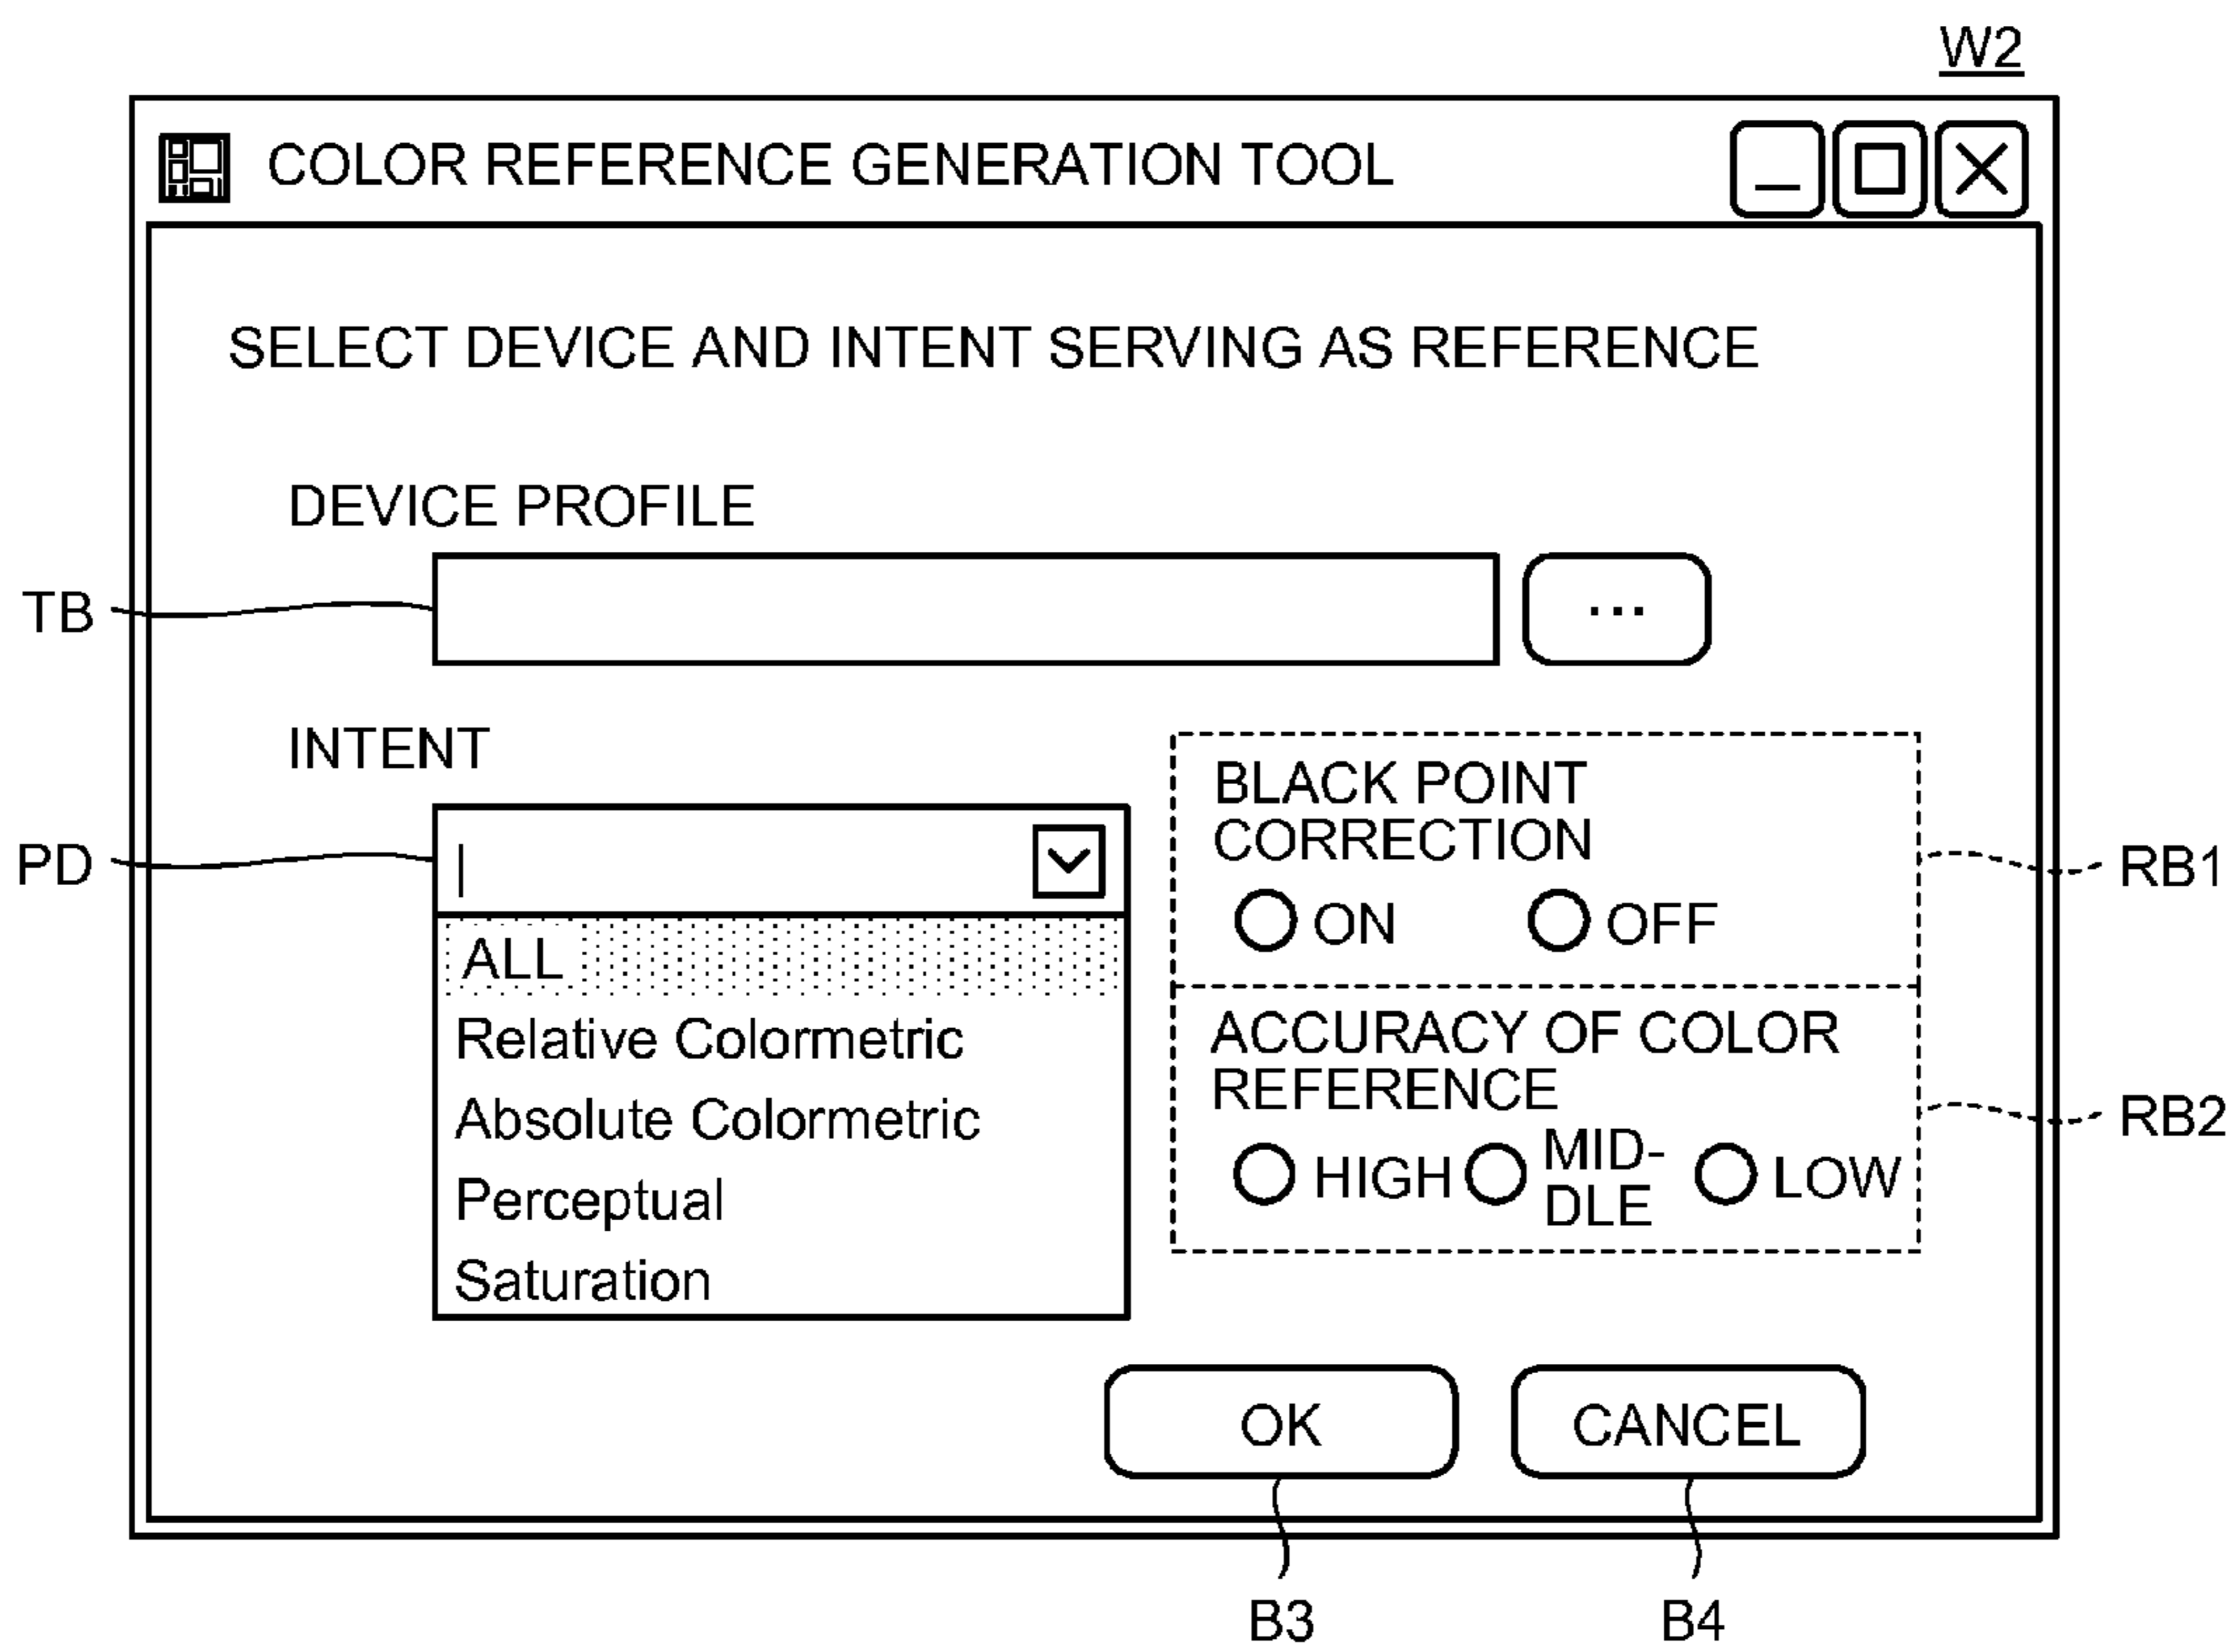 W2
COLOR REFERENCE GENERATION TOOL
SELECT DEVICE AND INTENT SERVING AS REFERENCE
DEVICE PROFILE
TB
...
INTENT
PD
ALL
Relative Colormetric
Absolute Colormetric
Perceptual
Saturation
BLACK POINT
CORRECTION
ON OFF
RB1
ACCURACY OF COLOR
REFERENCE
HIGH MID-
DLE LOW
RB2
OK CANCEL
B3 B4